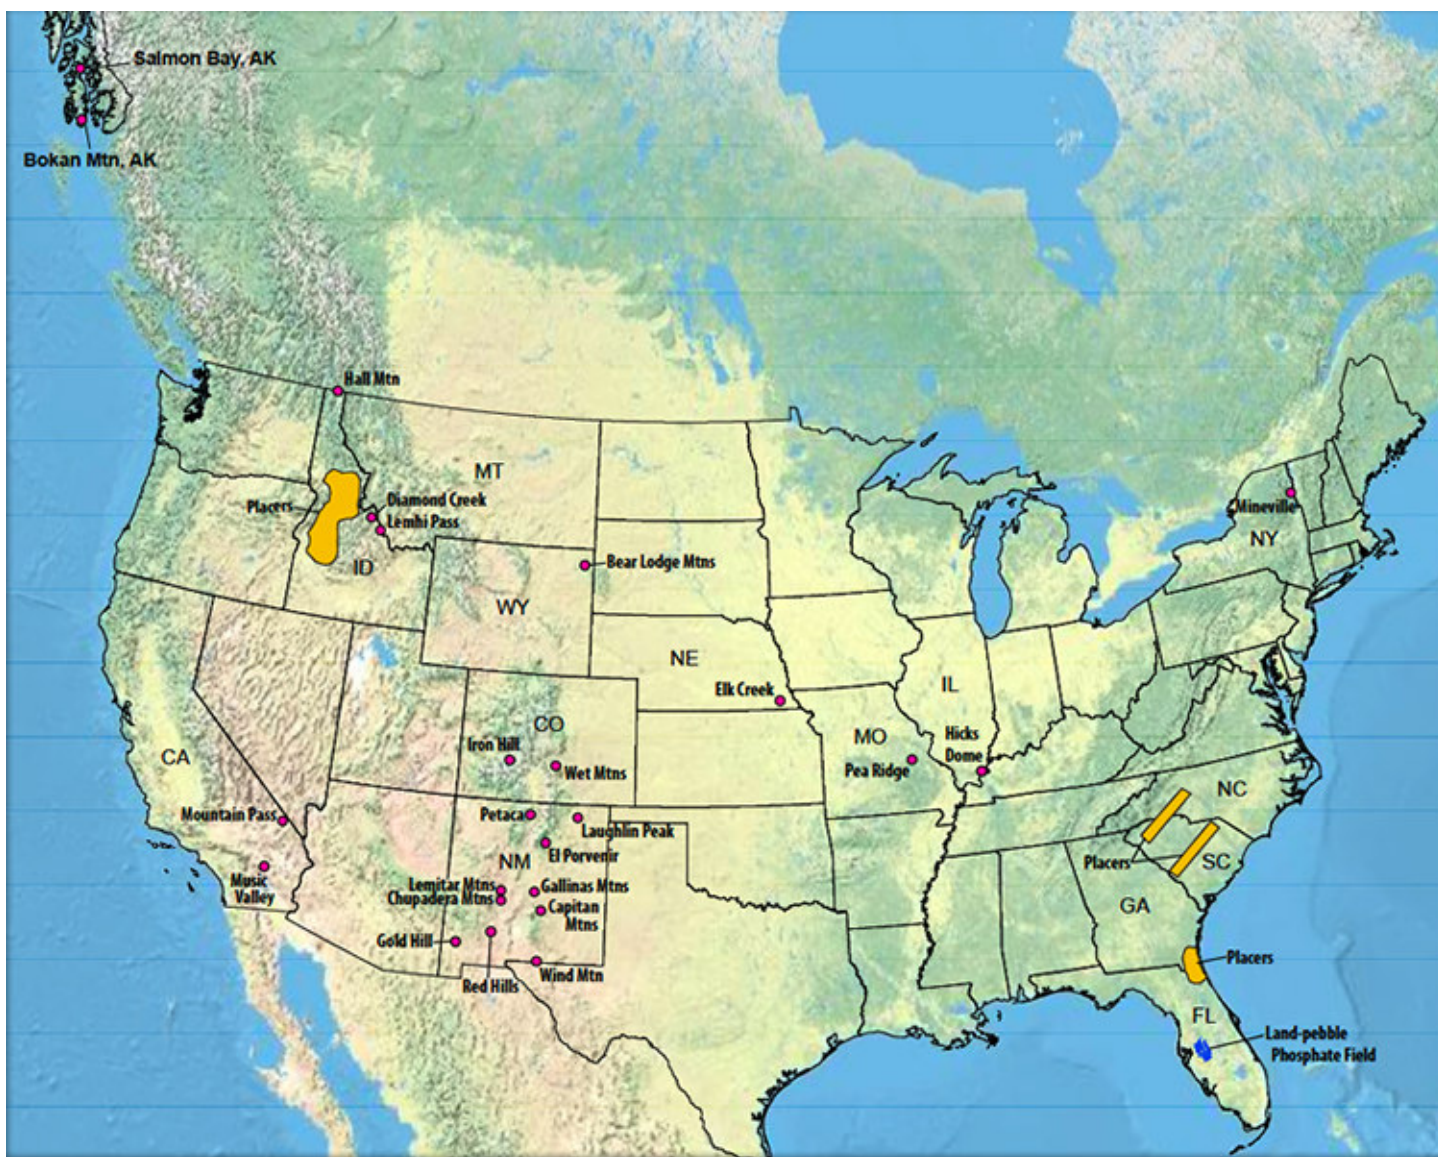 Salmon Bay, AK
Bokan Mtn, AK
Hall Mtn
MT
Placers
Diamond Creek
Lemhi Pass
ID
Mineville
NY
Bear Lodge Mtns
WY
NE
Elk Creek
IL
CO
Iron Hill
Wet Mtns
MO
Pea Ridge
Hicks
Dome
CA
Mountain Pass
Music
Valley
Petaca
Laughlin Peak
El Porvenir
NM
Lemitar Mtns
Chupadera Mtns
Gallinas Mtns
Capitan
Mtns
Gold Hill
Red Hills
Wind Mtn
NC
Placers
SC
GA
Placers
FL
Land-pebble
Phosphate Field